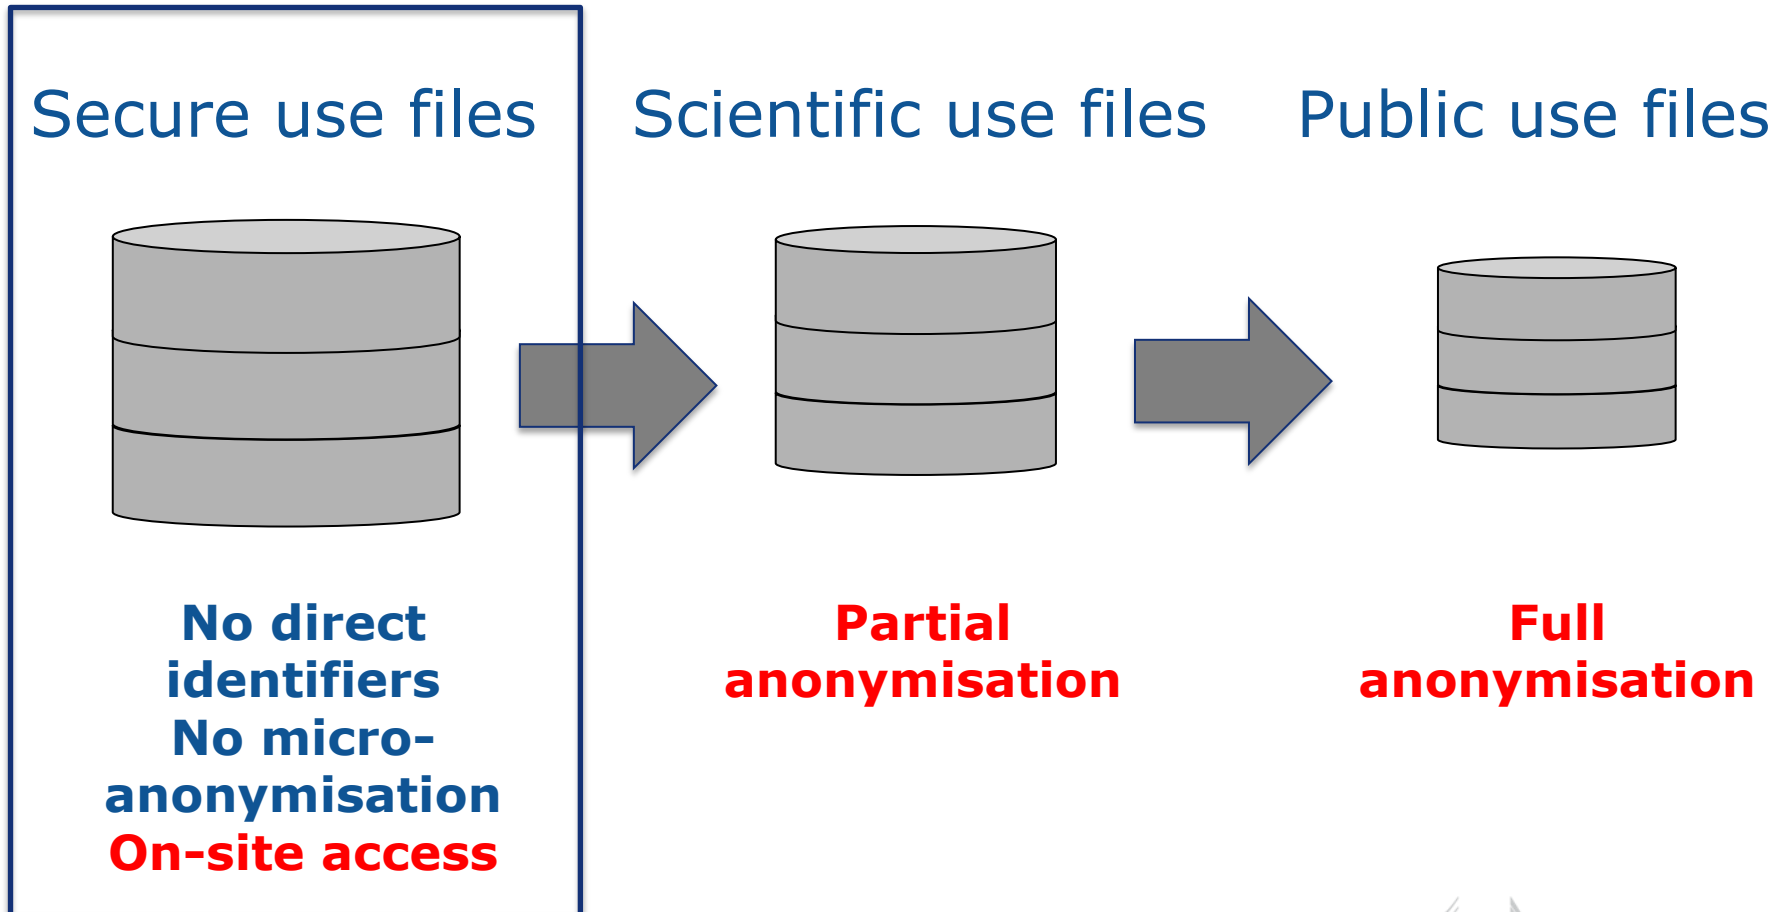 Secure use files
Scientific use files
Public use files
No direct
identifiers
No micro-
anonymisation
On-site access
Partial
anonymisation
Full
anonymisation